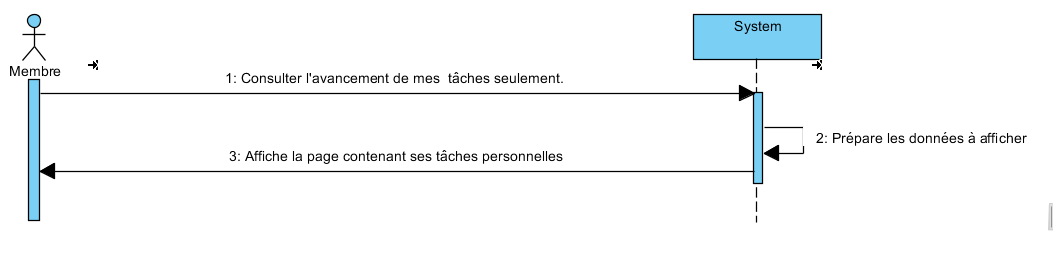 System
Membre
1: Consulter l'avancement de mes tâches seulement.
2: Prépare les données à afficher
3: Affiche la page contenant ses tâches personnelles